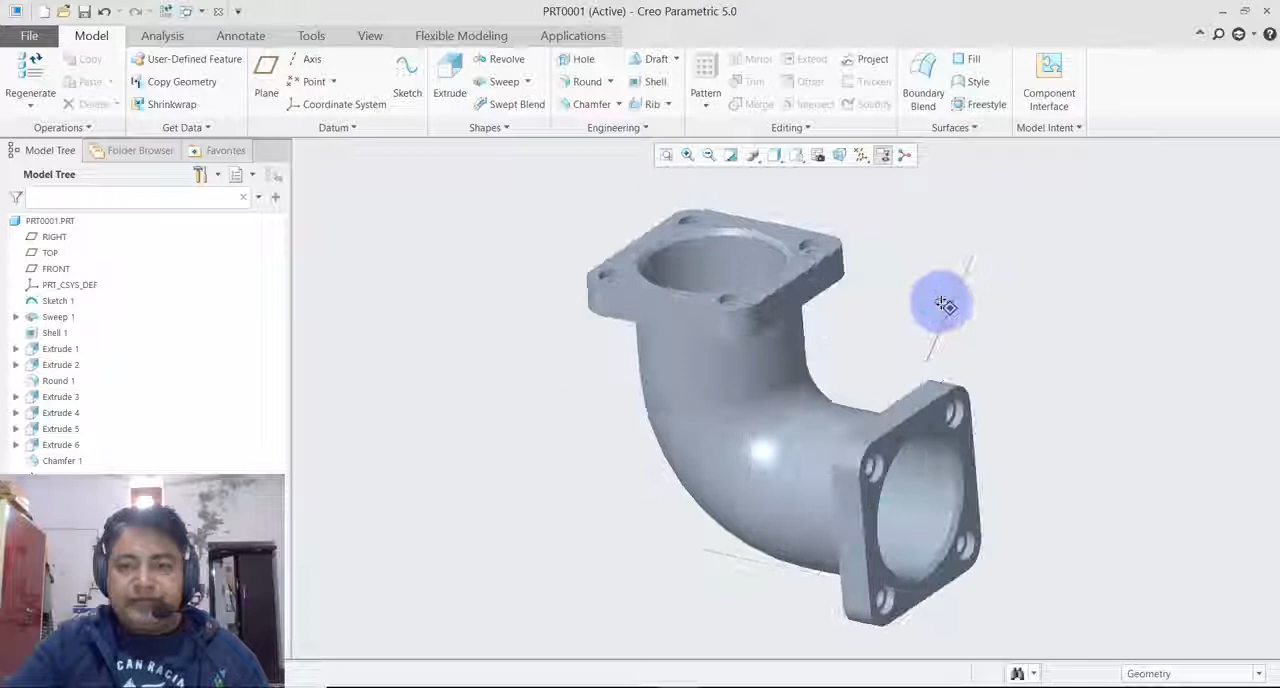 PRT0001 (Active) - Creo Parametric 5.0
File Model Analysis Annotate Tools View Flexible Modeling Applications
Regenerate
Copy
Paste
Delete
Operations
User-Defined Feature
Copy Geometry
Shrinkwrap
Get Data
Plane
Axis
Point
Coordinate System
Sketch
Datum
Extrude
Revolve
Sweep
Swept Blend
Shapes
Hole
Round
Chamfer
Draft
Shell
Rib
Engineering
Pattern
Mirror
Trim
Merge
Extend
Offset
Intersect
Project
Thicken
Solidify
Editing
Boundary
Blend
Fill
Style
Freestyle
Surfaces
Component
Interface
Model Intent
Model Tree Folder Browser Favorites
Model Tree
PRT0001.PRT
RIGHT
TOP
FRONT
PRT_CSYS_DEF
Sketch 1
Sweep 1
Shell 1
Extrude 1
Extrude 2
Round 1
Extrude 3
Extrude 4
Extrude 5
Extrude 6
Chamfer 1
CAN RACIA
Geometry